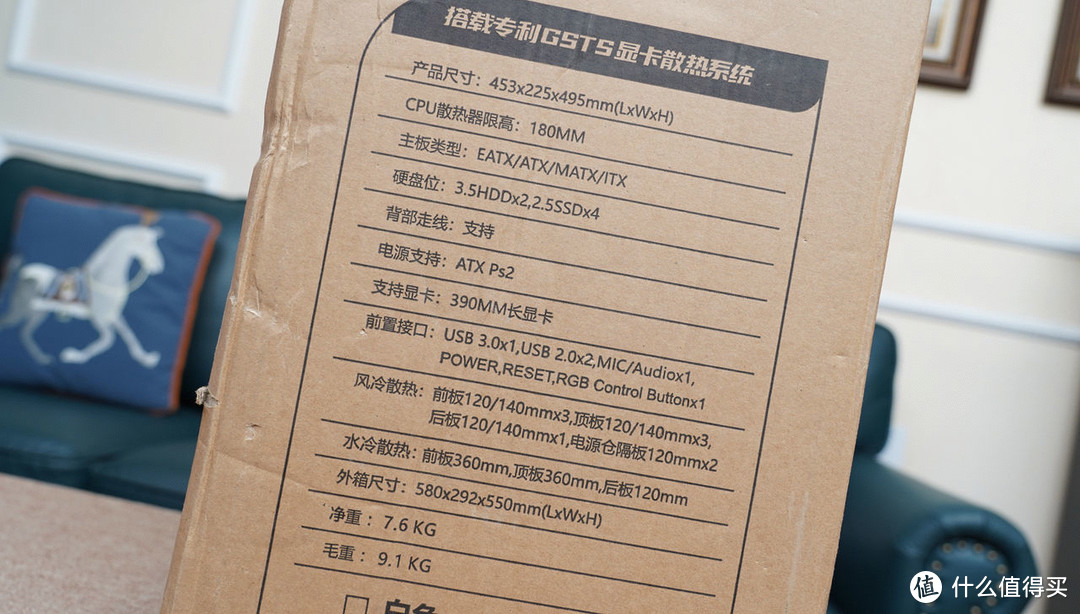 搭载专利GSTS显卡散热系统
产品尺寸：453x225x495mm(LxWxH)
CPU散热器限高：180MM
主板类型：EATX/ATX/MATX/ITX
硬盘位：3.5HDDx2,2.5SSDx4
背部走线：支持
电源支持：ATX Ps2
支持显卡：390MM长显卡
前置接口：USB 3.0x1,USB 2.0x2,MIC/Audiox1,
POWER,RESET,RGB Control Buttonx1
风冷散热：前板120/140mmx3,顶板120/140mmx3,
后板120/140mmx1,电源仓隔板120mmx2
水冷散热：前板360mm,顶板360mm,后板120mm
外箱尺寸：580x292x550mm(LxWxH)
净重：7.6 KG
毛重：9.1 KG
白色
值 什么值得买